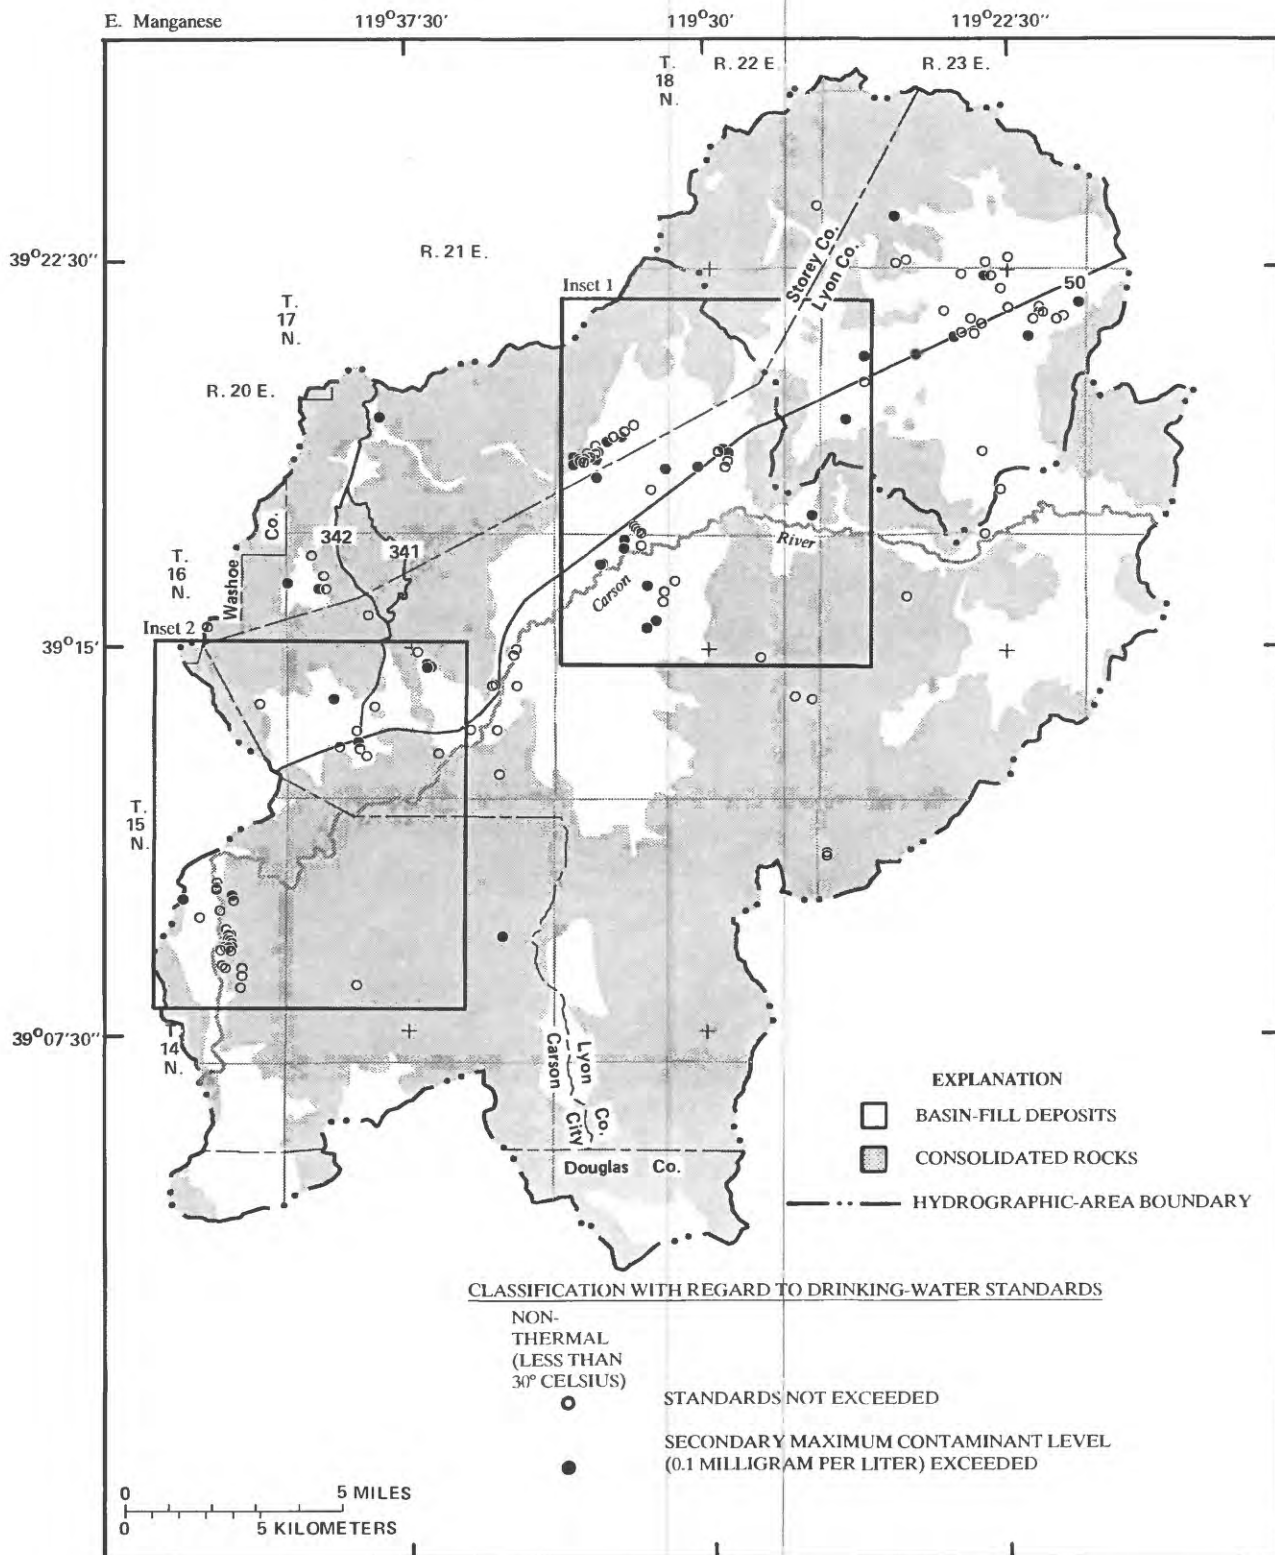 E. Manganese
119°37'30'
119°30'
119°22'30''
T.
18
N.
R. 22 E.
R. 23 E.
39°22'30''
R. 21 E.
Storey Co.
Lyon Co.
50
Inset 1
T.
17
N.
R. 20 E.
Co.
Washoe
342
341
River
Carson
T.
16
N.
Inset 2
39°15'
T.
15
N.
39°07'30''
T.
14
N.
Carson
City
Lyon
Co.
Douglas Co.
EXPLANATION
BASIN-FILL DEPOSITS
CONSOLIDATED ROCKS
HYDROGRAPHIC-AREA BOUNDARY
CLASSIFICATION WITH REGARD TO DRINKING-WATER STANDARDS
NON-
THERMAL
(LESS THAN
30° CELSIUS)
STANDARDS NOT EXCEEDED
SECONDARY MAXIMUM CONTAMINANT LEVEL
(0.1 MILLIGRAM PER LITER) EXCEEDED
0 5 MILES
0 5 KILOMETERS